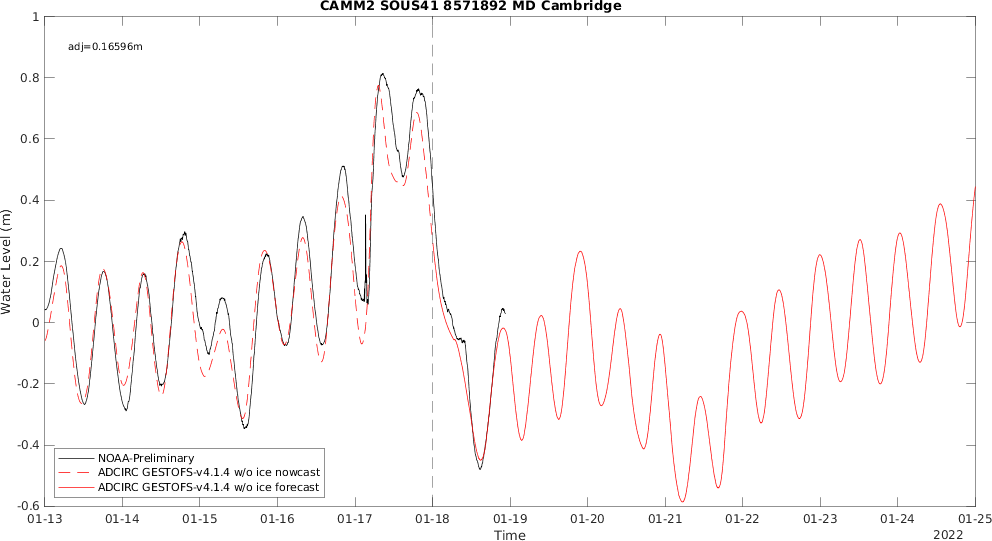 CAMM2 SOUS41 8571892 MD Cambridge
adj=0.16596m
Water Level (m)
1
0.8
0.6
0.4
0.2
0
-0.2
-0.4
-0.6
NOAA-Preliminary
ADCIRC GESTOFS-v4.1.4 w/o ice nowcast
ADCIRC GESTOFS-v4.1.4 w/o ice forecast
01-13 01-14 01-15 01-16 01-17 01-18 01-19 01-20 01-21 01-22 01-23 01-24 01-25
Time
2022